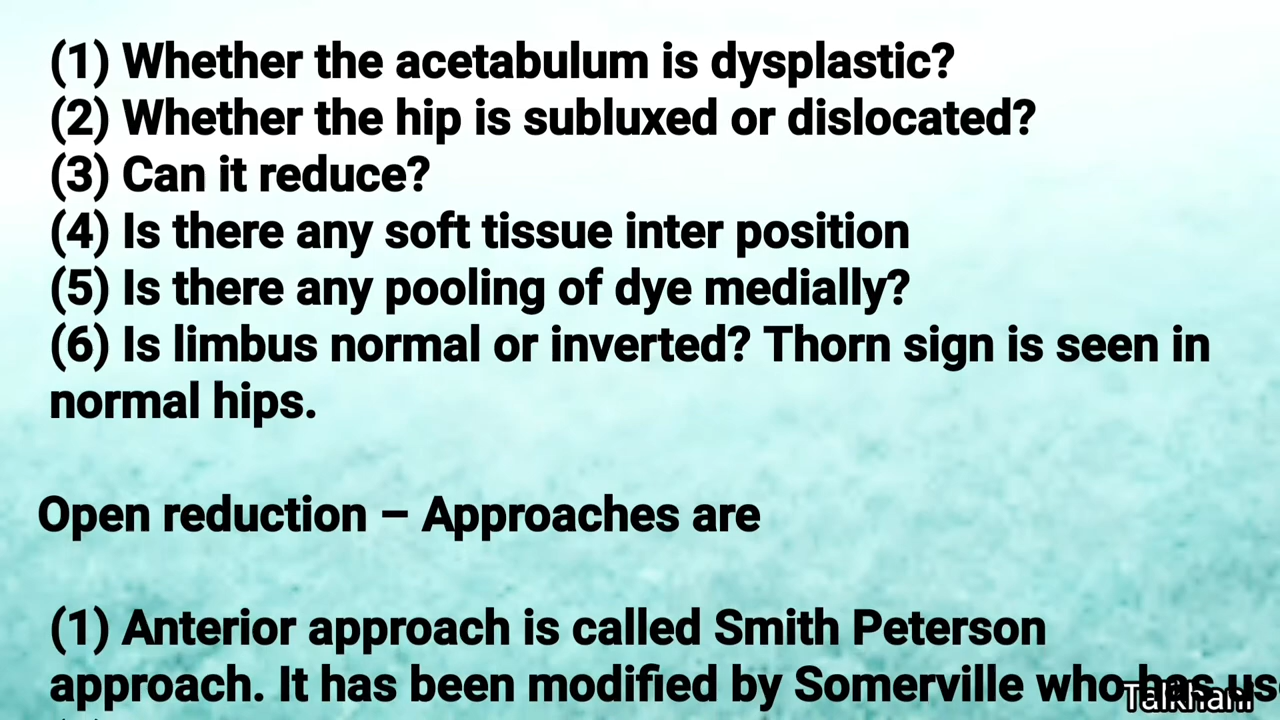 (1) Whether the acetabulum is dysplastic?
(2) Whether the hip is subluxed or dislocated?
(3) Can it reduce?
(4) Is there any soft tissue inter position
(5) Is there any pooling of dye medially?
(6) Is limbus normal or inverted? Thorn sign is seen in
normal hips.
Open reduction – Approaches are
(1) Anterior approach is called Smith Peterson
approach. It has been modified by Somerville who has
Talkhani